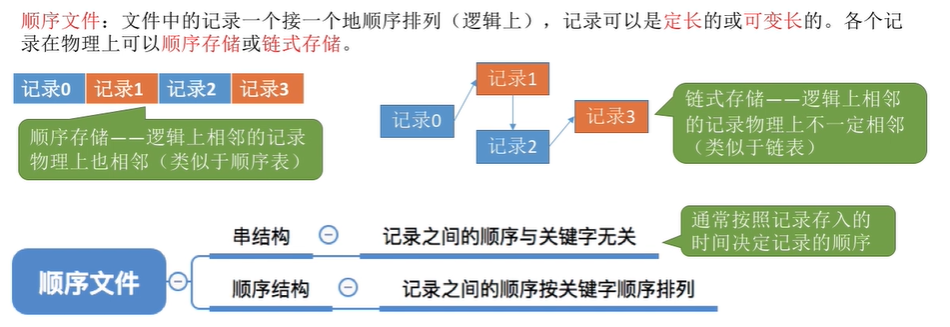 顺序文件：文件中的记录一个接一个地顺序排列（逻辑上），记录可以是定长的或可变长的。各个记
录在物理上可以顺序存储或链式存储。
记录0 记录1 记录2 记录3
顺序存储——逻辑上相邻的记录
物理上也相邻（类似于顺序表）
记录0
记录1
记录2
记录3
链式存储——逻辑上相邻
的记录物理上不一定相邻
（类似于链表）
通常按照记录存入的
时间决定记录的顺序
顺序文件
串结构
记录之间的顺序与关键字无关
顺序结构
记录之间的顺序按关键字顺序排列